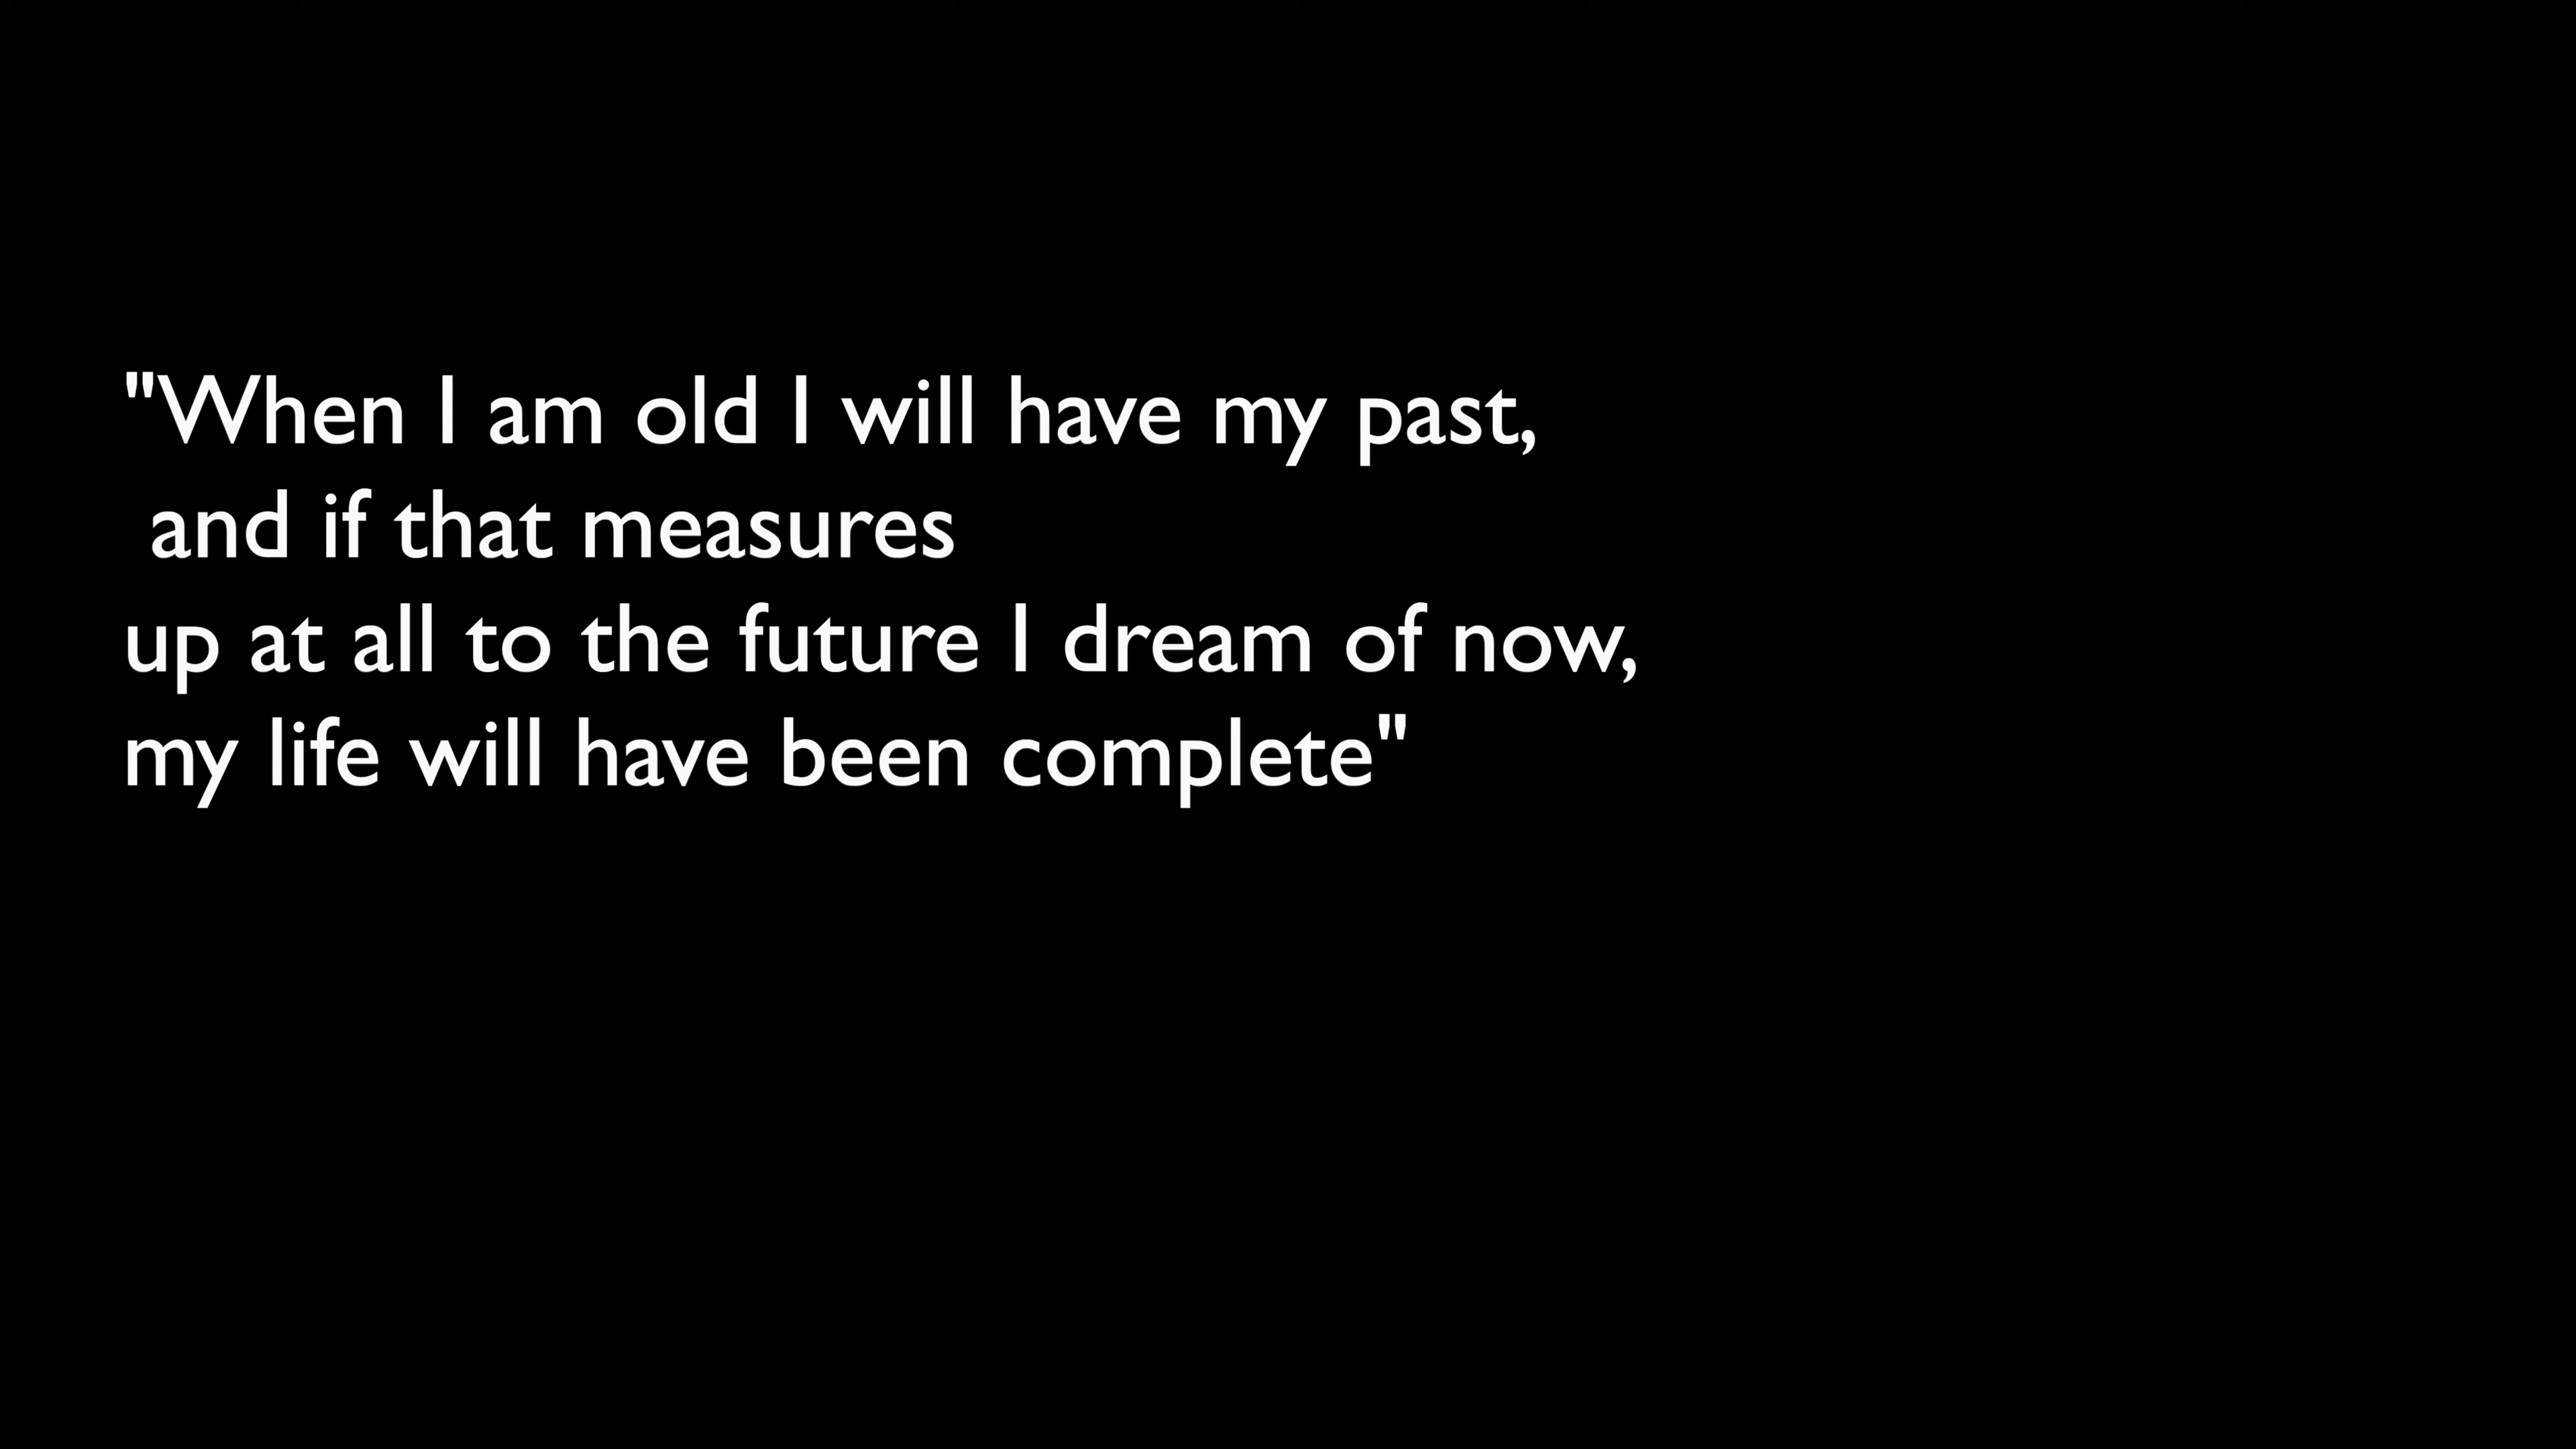 "When I am old I will have my past,
and if that measures
up at all to the future I dream of now,
my life will have been complete"